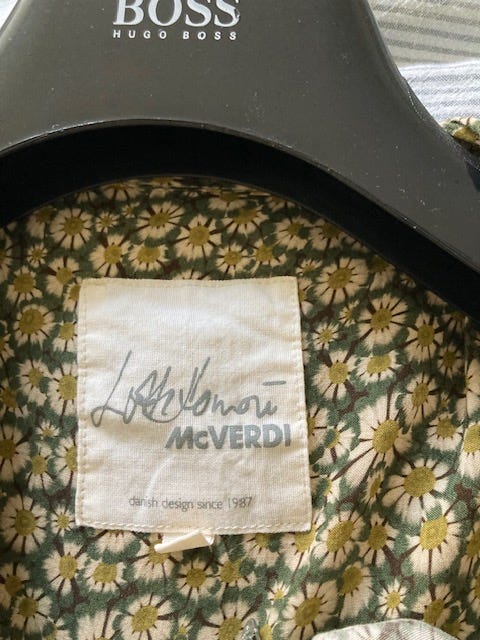 BOSS
HUGO BOSS
McVERDI
danish design since 1987